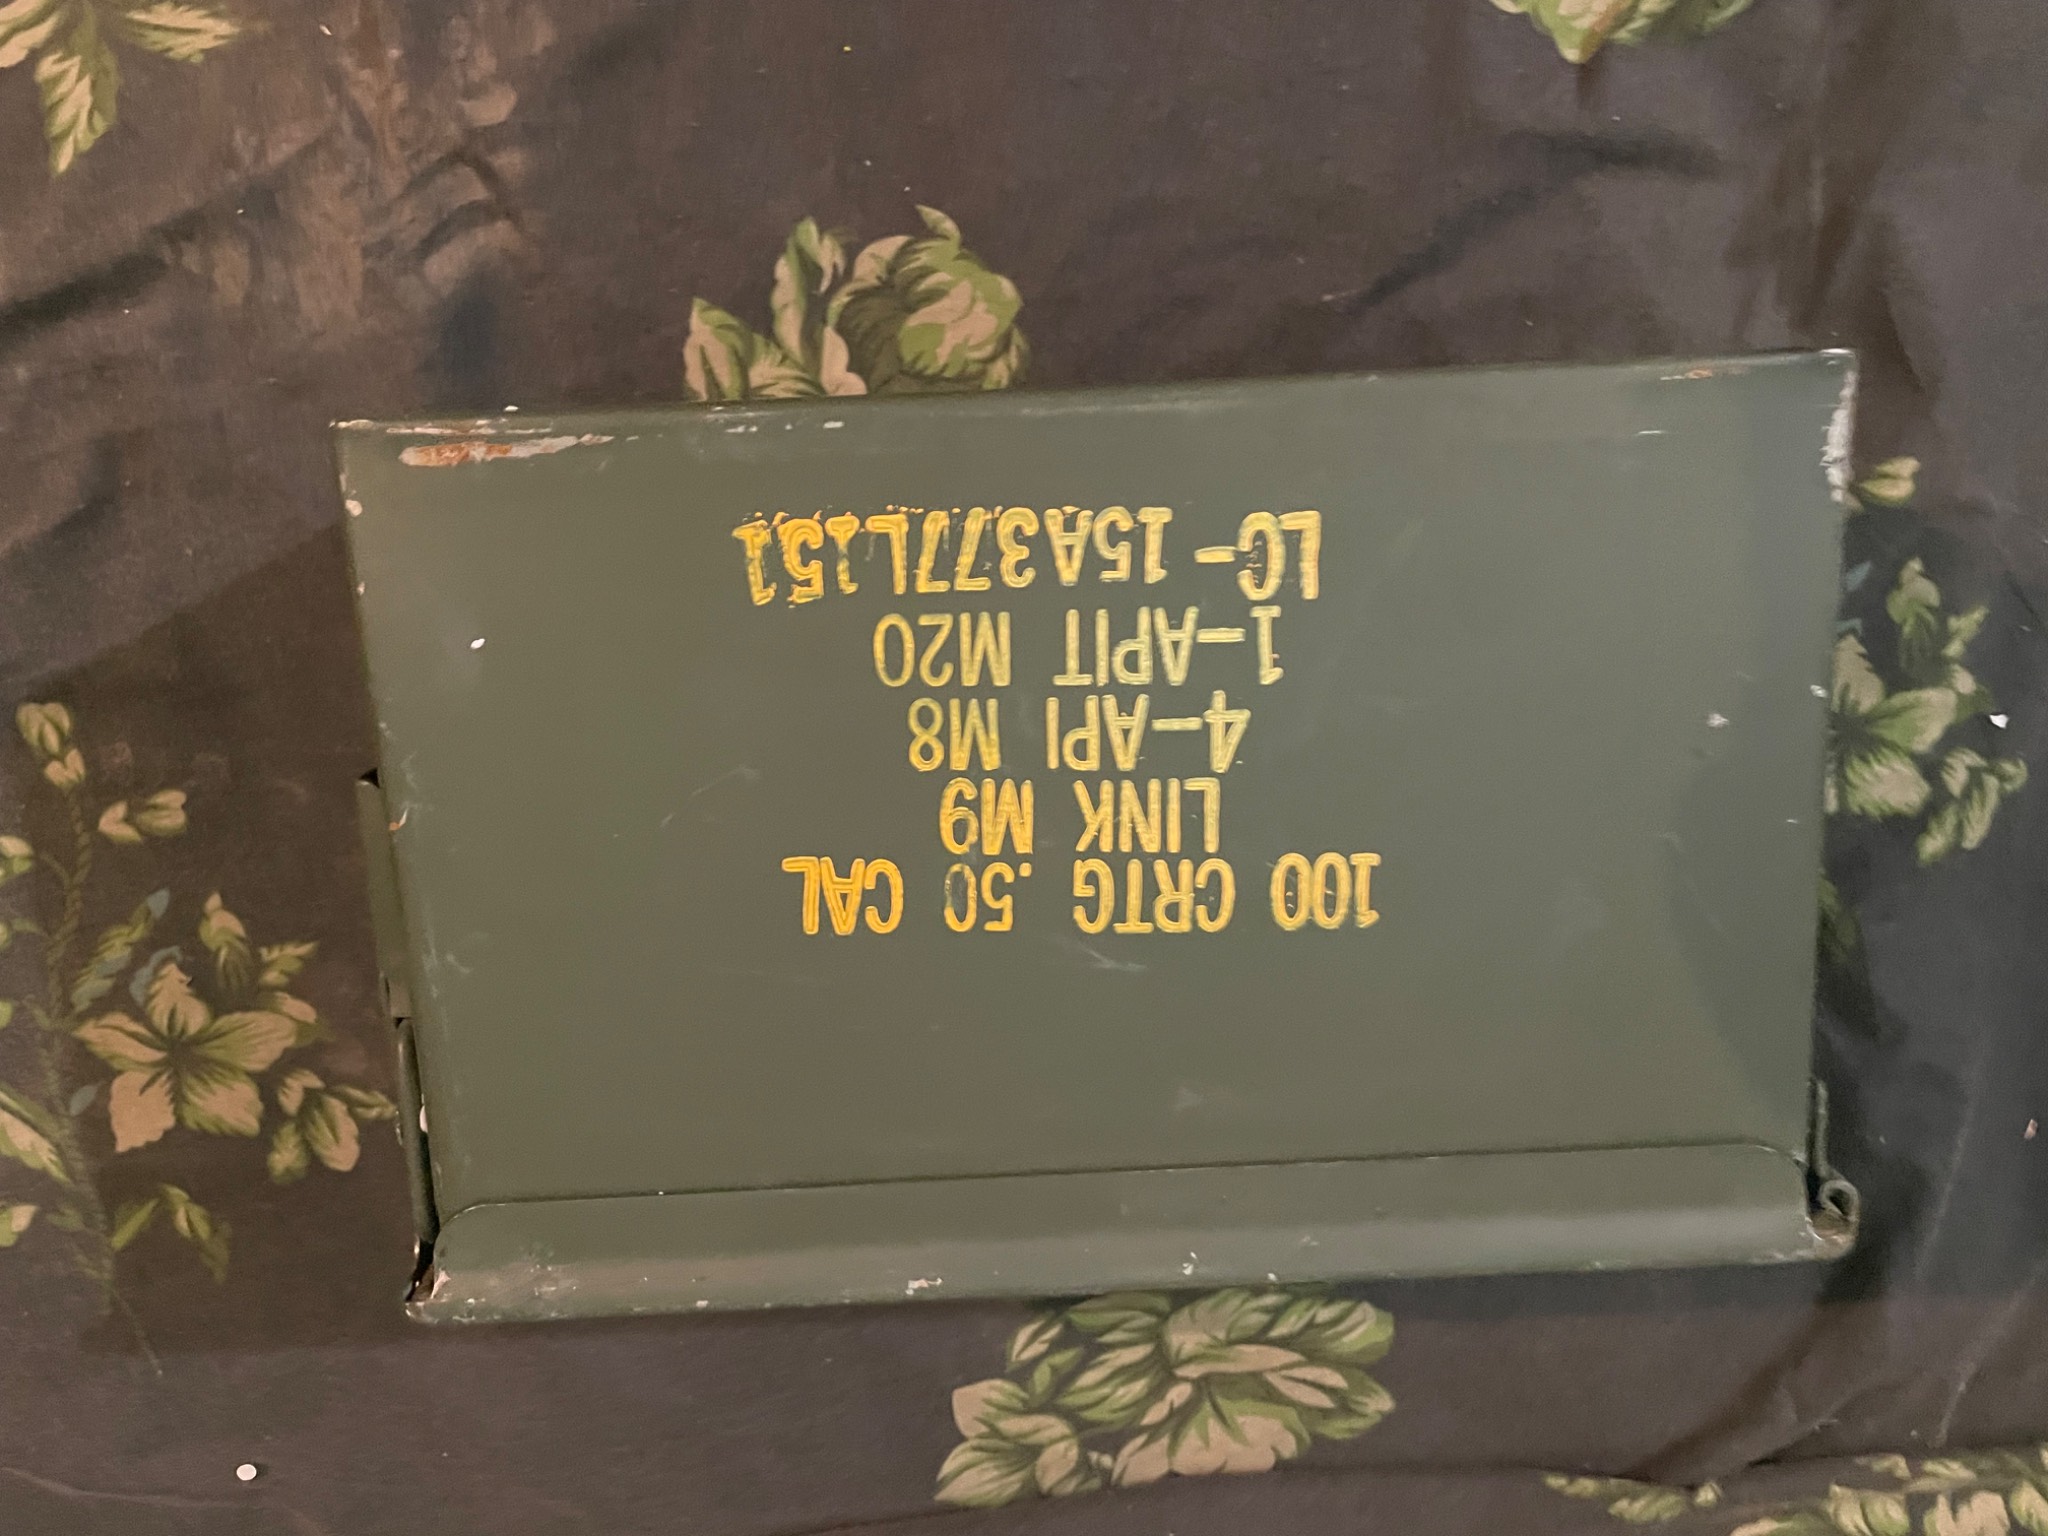 100 CRTG .50 CAL
LINK M9
4-API M8
1-APIT M20
LC-15A377L151